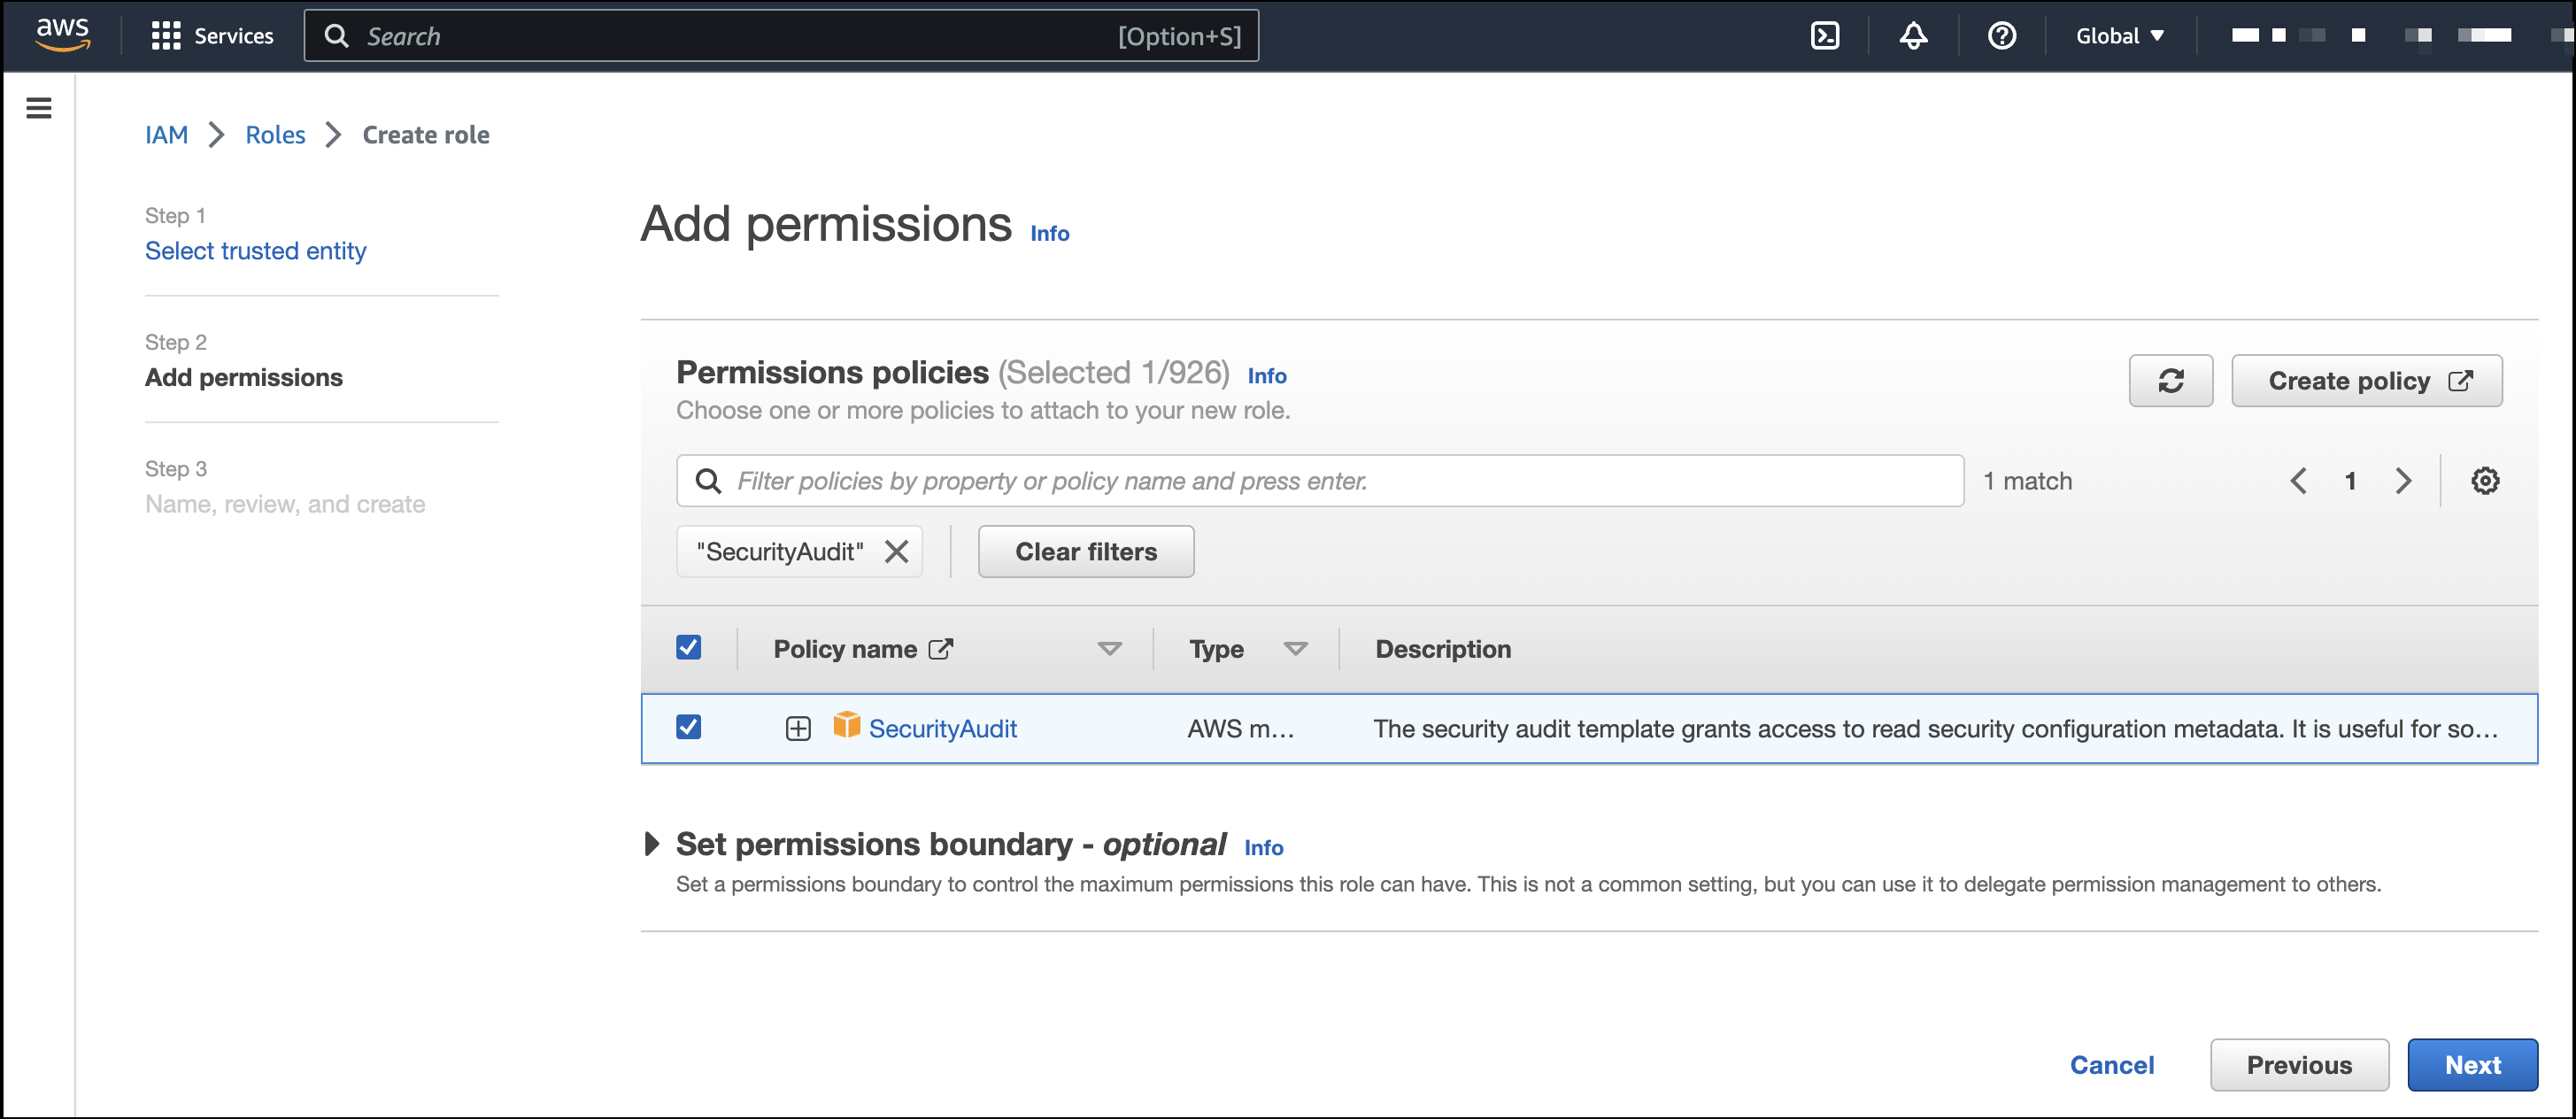 aws
Services
Search
[Option+S]
Global
IAM
Roles
Create role
Step 1
Select trusted entity
Step 2
Add permissions
Step 3
Name, review, and create
Add permissions Info
Permissions policies (Selected 1/926) Info
Choose one or more policies to attach to your new role.
Create policy
Filter policies by property or policy name and press enter.
1 match
1
"SecurityAudit"
Clear filters
Policy name
Type
Description
SecurityAudit
AWS m...
The security audit template grants access to read security configuration metadata. It is useful for so...
Set permissions boundary - optional Info
Set a permissions boundary to control the maximum permissions this role can have. This is not a common setting, but you can use it to delegate permission management to others.
Cancel
Previous
Next